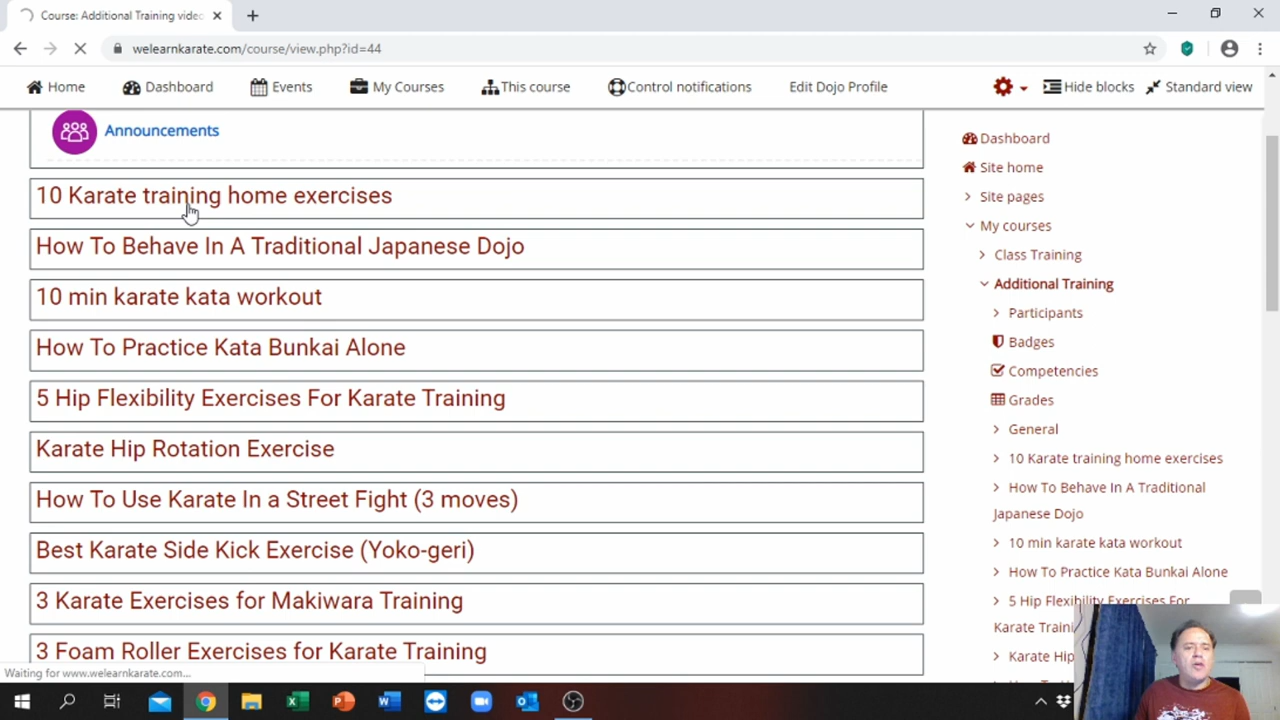 Course: Additional Training vide
welearnkarate.com/course/view.php?id=44
Home Dashboard Events My Courses This course Control notifications Edit Dojo Profile Hide blocks Standard view
Announcements
10 Karate training home exercises
How To Behave In A Traditional Japanese Dojo
10 min karate kata workout
How To Practice Kata Bunkai Alone
5 Hip Flexibility Exercises For Karate Training
Karate Hip Rotation Exercise
How To Use Karate In a Street Fight (3 moves)
Best Karate Side Kick Exercise (Yoko-geri)
3 Karate Exercises for Makiwara Training
3 Foam Roller Exercises for Karate Training
Dashboard
Site home
Site pages
My courses
Class Training
Additional Training
Participants
Badges
Competencies
Grades
General
10 Karate training home exercises
How To Behave In A Traditional
Japanese Dojo
10 min karate kata workout
How To Practice Kata Bunkai Alone
5 Hip Flexibility Exercises For
Karate Traini
Karate Hip
Waiting for www.welearnkarate.com...